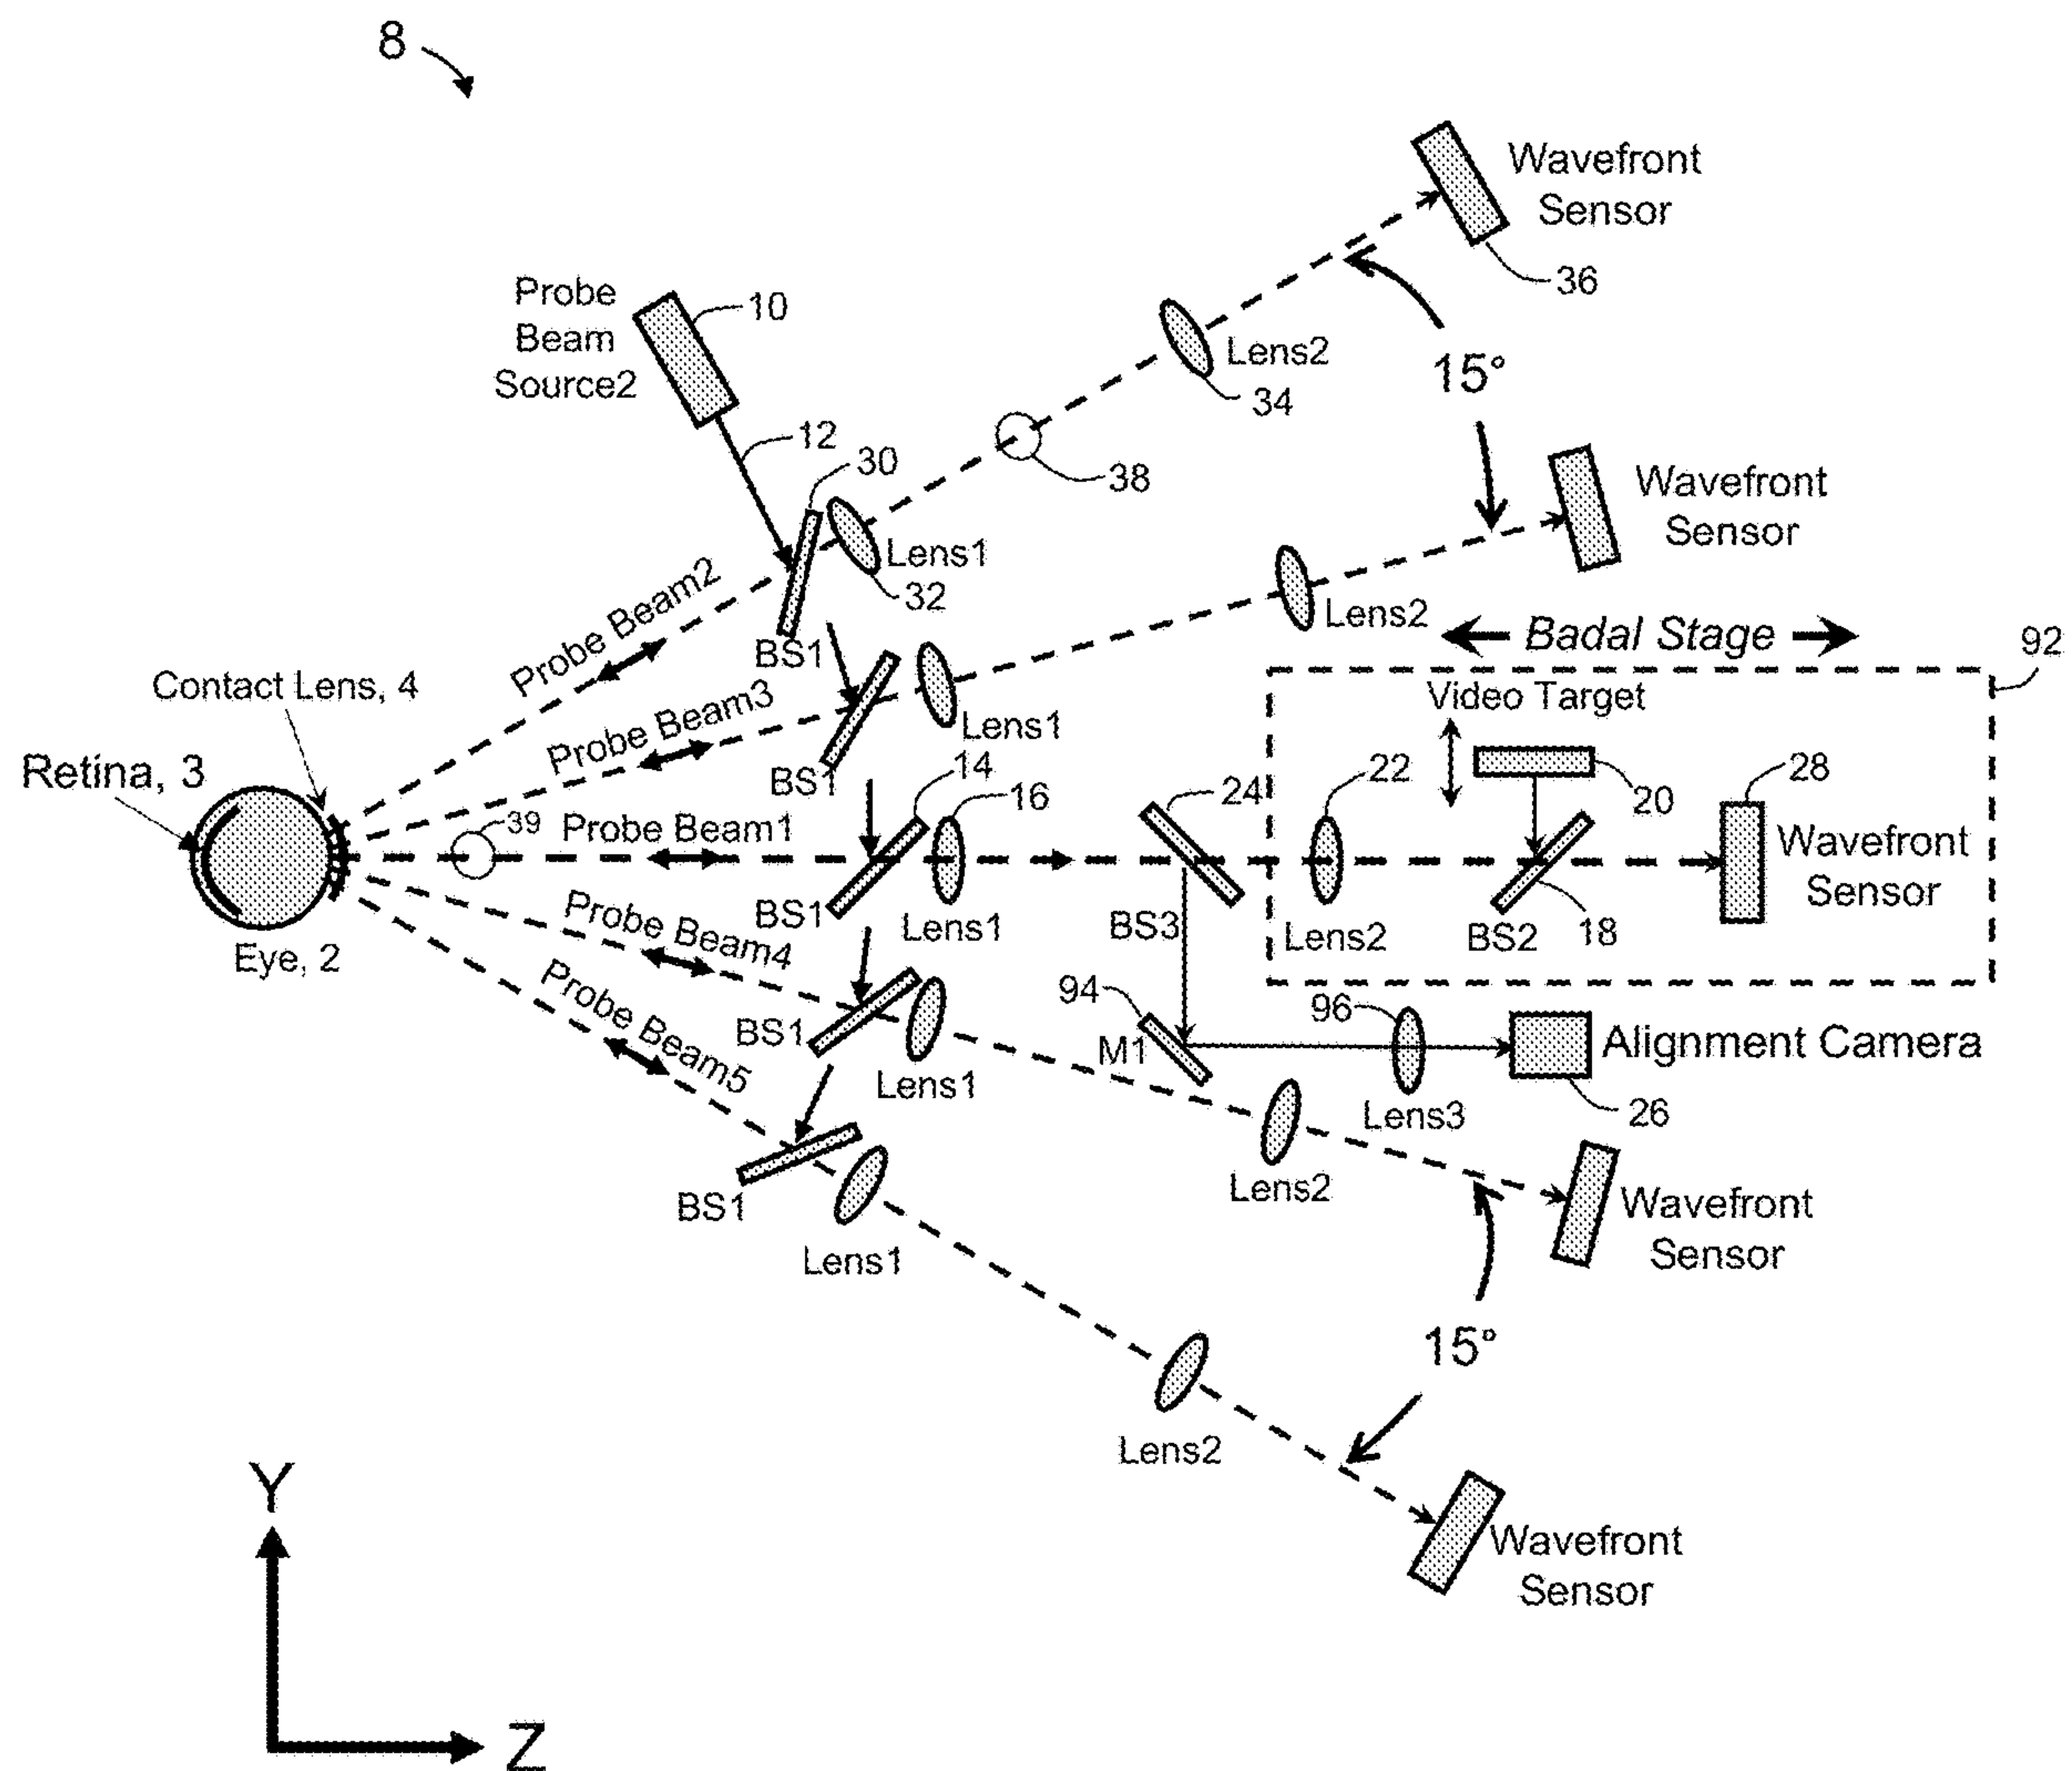 8
Wavefront
Sensor
36
Probe
Beam
Source2
10
15°
Lens2
34
12
30
38
Wavefront
Sensor
Lens1
32
Probe Beam2
BS1
Lens2
Badal Stage
92
Contact Lens, 4
Probe Beam3
Lens1
Video Target
Retina, 3
BS1
14
16
24
22
20
28
39
Probe Beam1
Wavefront
Sensor
BS1
Lens1
BS3
Lens2
BS2
18
Eye, 2
Probe Beam4
94
96
Probe Beam5
BS1
M1
Alignment Camera
Lens1
Lens3
26
BS1
Lens2
Wavefront
Sensor
Lens1
15°
Lens2
Y
Wavefront
Sensor
Z